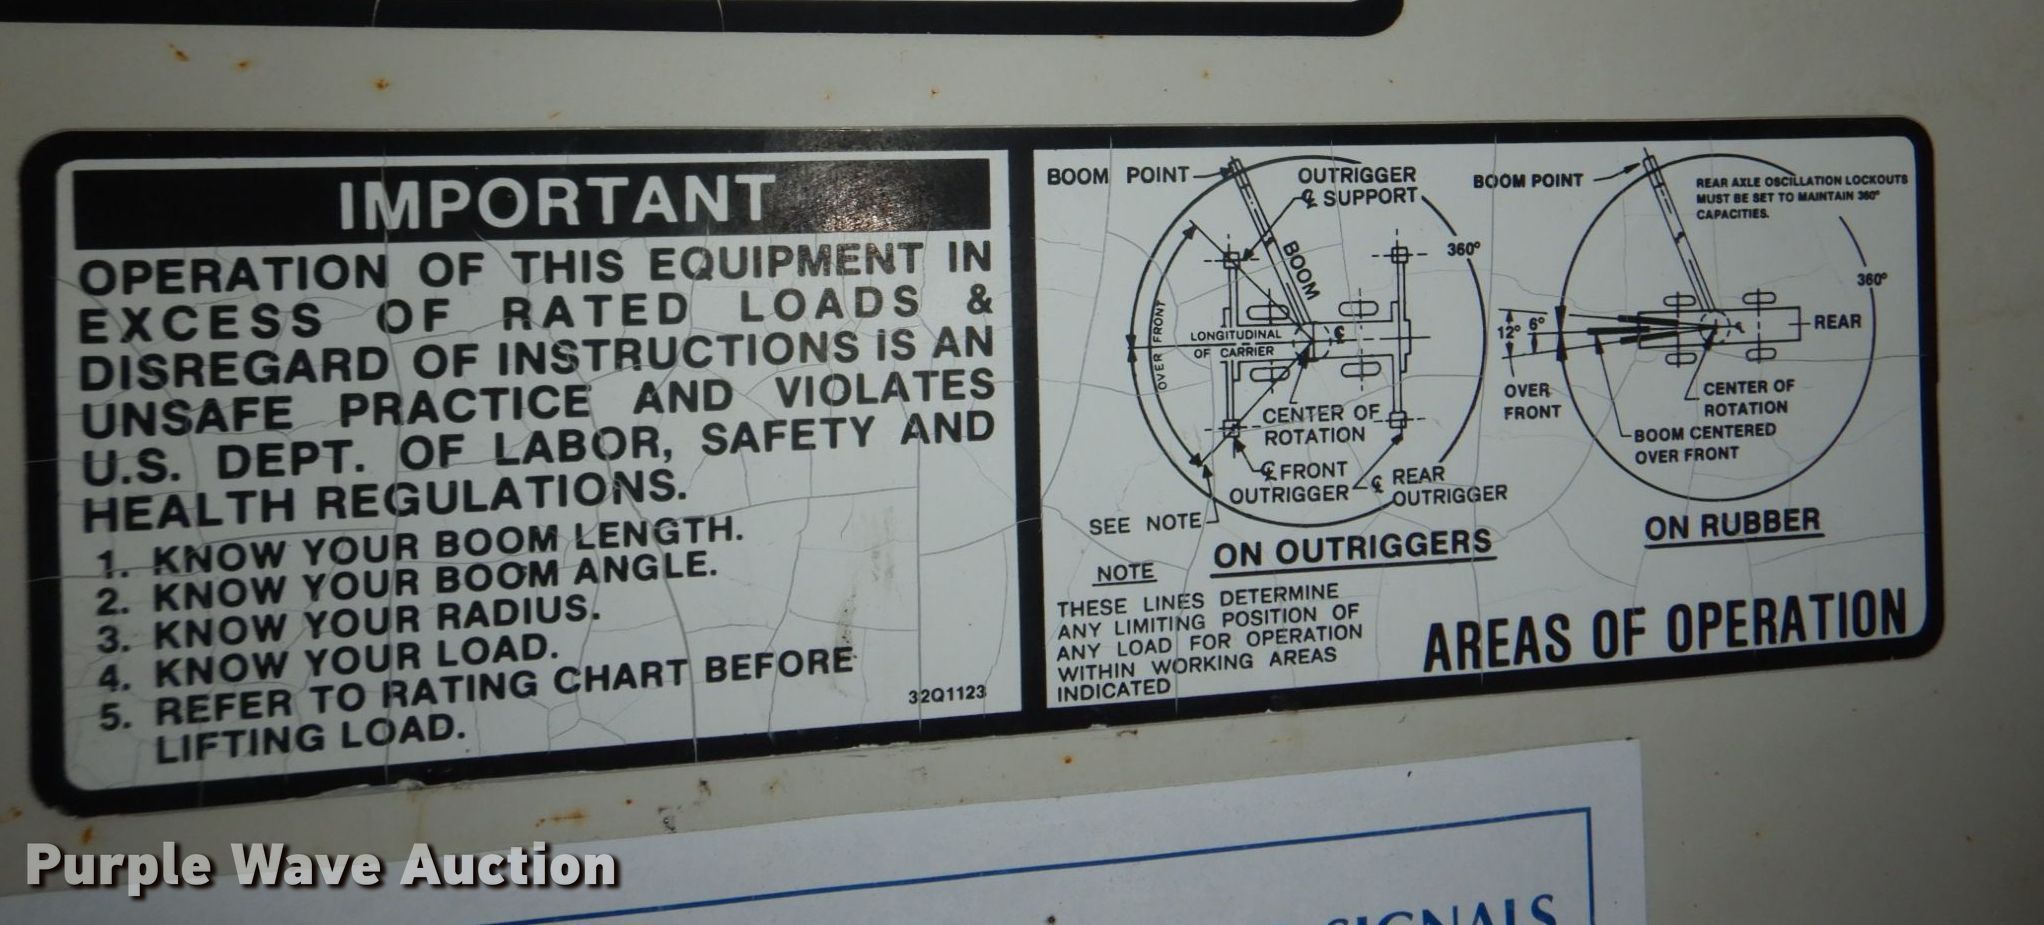 IMPORTANT
OPERATION OF THIS EQUIPMENT IN
EXCESS OF RATED LOADS &
DISREGARD OF INSTRUCTIONS IS AN
UNSAFE PRACTICE AND VIOLATES
U.S. DEPT. OF LABOR, SAFETY AND
HEALTH REGULATIONS.
1. KNOW YOUR BOOM LENGTH.
2. KNOW YOUR BOOM ANGLE.
3. KNOW YOUR RADIUS.
4. KNOW YOUR LOAD.
5. REFER TO RATING CHART BEFORE
LIFTING LOAD.
32Q1123
BOOM POINT
OUTRIGGER
℄ SUPPORT
BOOM
360°
OVER FRONT
LONGITUDINAL ℄
OF CARRIER
CENTER OF
ROTATION
℄ FRONT
OUTRIGGER
℄ REAR
OUTRIGGER
SEE NOTE
ON OUTRIGGERS
NOTE
THESE LINES DETERMINE
ANY LIMITING POSITION OF
ANY LOAD FOR OPERATION
WITHIN WORKING AREAS
INDICATED
BOOM POINT
REAR AXLE OSCILLATION LOCKOUTS
MUST BE SET TO MAINTAIN 360°
CAPACITIES.
360°
12° 6°
REAR
OVER
FRONT
CENTER OF
ROTATION
BOOM CENTERED
OVER FRONT
ON RUBBER
AREAS OF OPERATION
SIGNALS
Purple Wave Auction